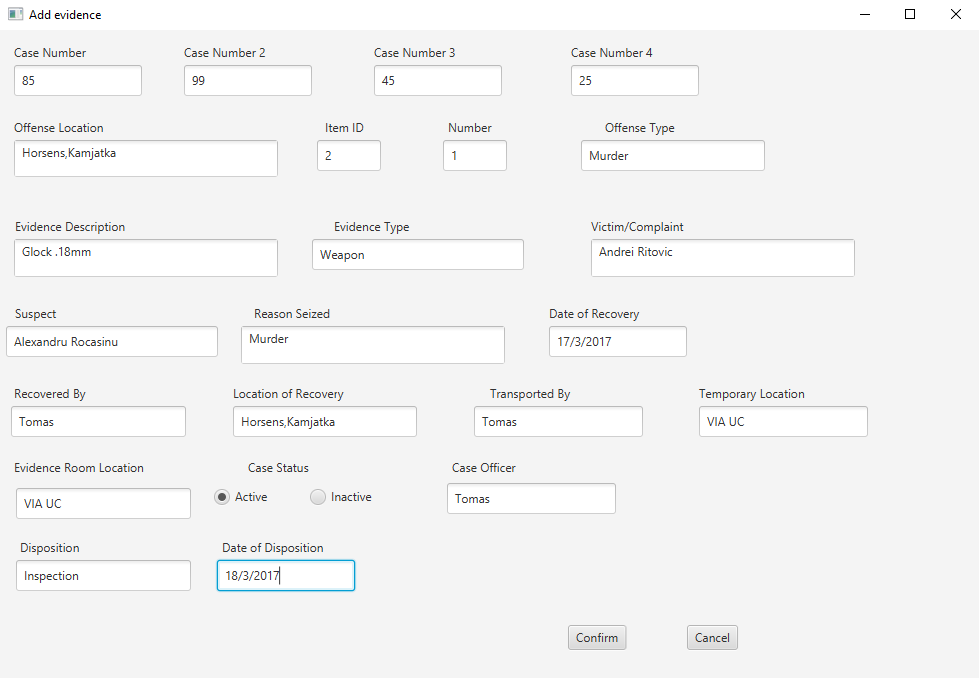 Add evidence
Case Number Case Number 2 Case Number 3 Case Number 4
85 99 45 25
Offense Location Item ID Number Offense Type
Horsens,Kamjatka 2 1 Murder
Evidence Description Evidence Type Victim/Complaint
Glock .18mm Weapon Andrei Ritovic
Suspect Reason Seized Date of Recovery
Alexandru Rocasinu Murder 17/3/2017
Recovered By Location of Recovery Transported By Temporary Location
Tomas Horsens,Kamjatka Tomas VIA UC
Evidence Room Location Case Status Case Officer
VIA UC Active Inactive Tomas
Disposition Date of Disposition
Inspection 18/3/2017
Confirm Cancel